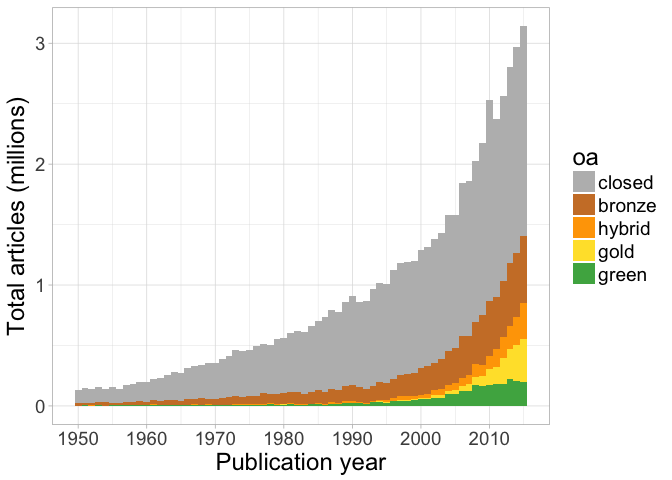 Total articles (millions)
3
2
1
0
1950 1960 1970 1980 1990 2000 2010
Publication year
oa
closed
bronze
hybrid
gold
green